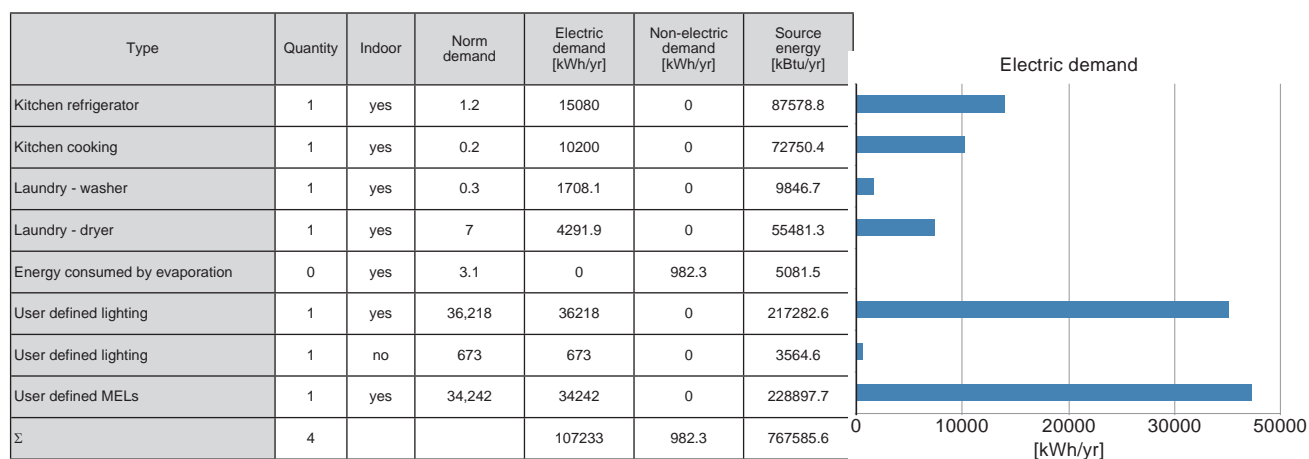 Type Quantity Indoor Norm demand Electric demand [kWh/yr] Non-electric demand [kWh/yr] Source energy [kBtu/yr]
Kitchen refrigerator 1 yes 1.2 15080 0 87578.8
Kitchen cooking 1 yes 0.2 10200 0 72750.4
Laundry - washer 1 yes 0.3 1708.1 0 9846.7
Laundry - dryer 1 yes 7 4291.9 0 55481.3
Energy consumed by evaporation 0 yes 3.1 0 982.3 5081.5
User defined lighting 1 yes 36,218 36218 0 217282.6
User defined lighting 1 no 673 673 0 3564.6
User defined MELs 1 yes 34,242 34242 0 228897.7
Σ 4 107233 982.3 767585.6
Electric demand
0 10000 20000 30000 50000
[kWh/yr]